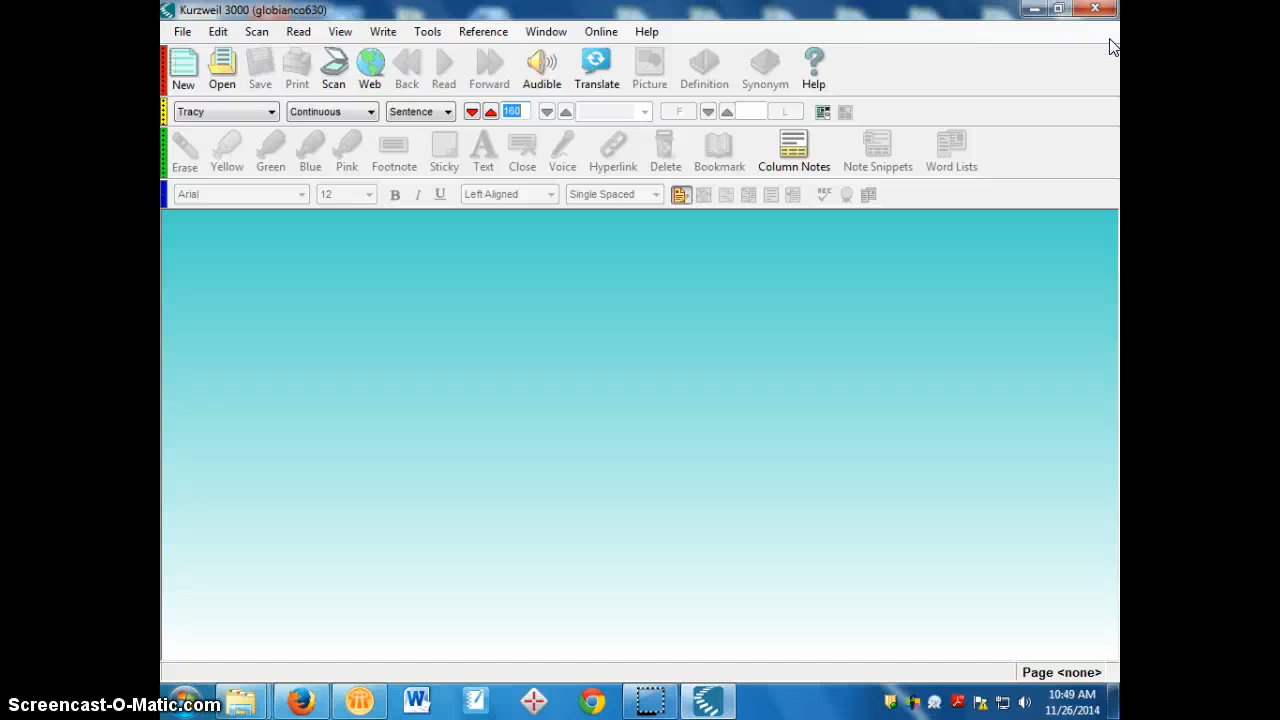 Kurzweil 3000 (globianco630)
File Edit Scan Read View Write Tools Reference Window Online Help
New Open Save Print Scan Web Back Read Forward Audible Translate Picture Definition Synonym Help
Tracy Continuous Sentence 160 F L
Erase Yellow Green Blue Pink Footnote Sticky Text Close Voice Hyperlink Delete Bookmark Column Notes Note Snippets Word Lists
Arial 12 B I U Left Aligned Single Spaced
Page <none>
10:49 AM
11/26/2014
Screencast-O-Matic.com